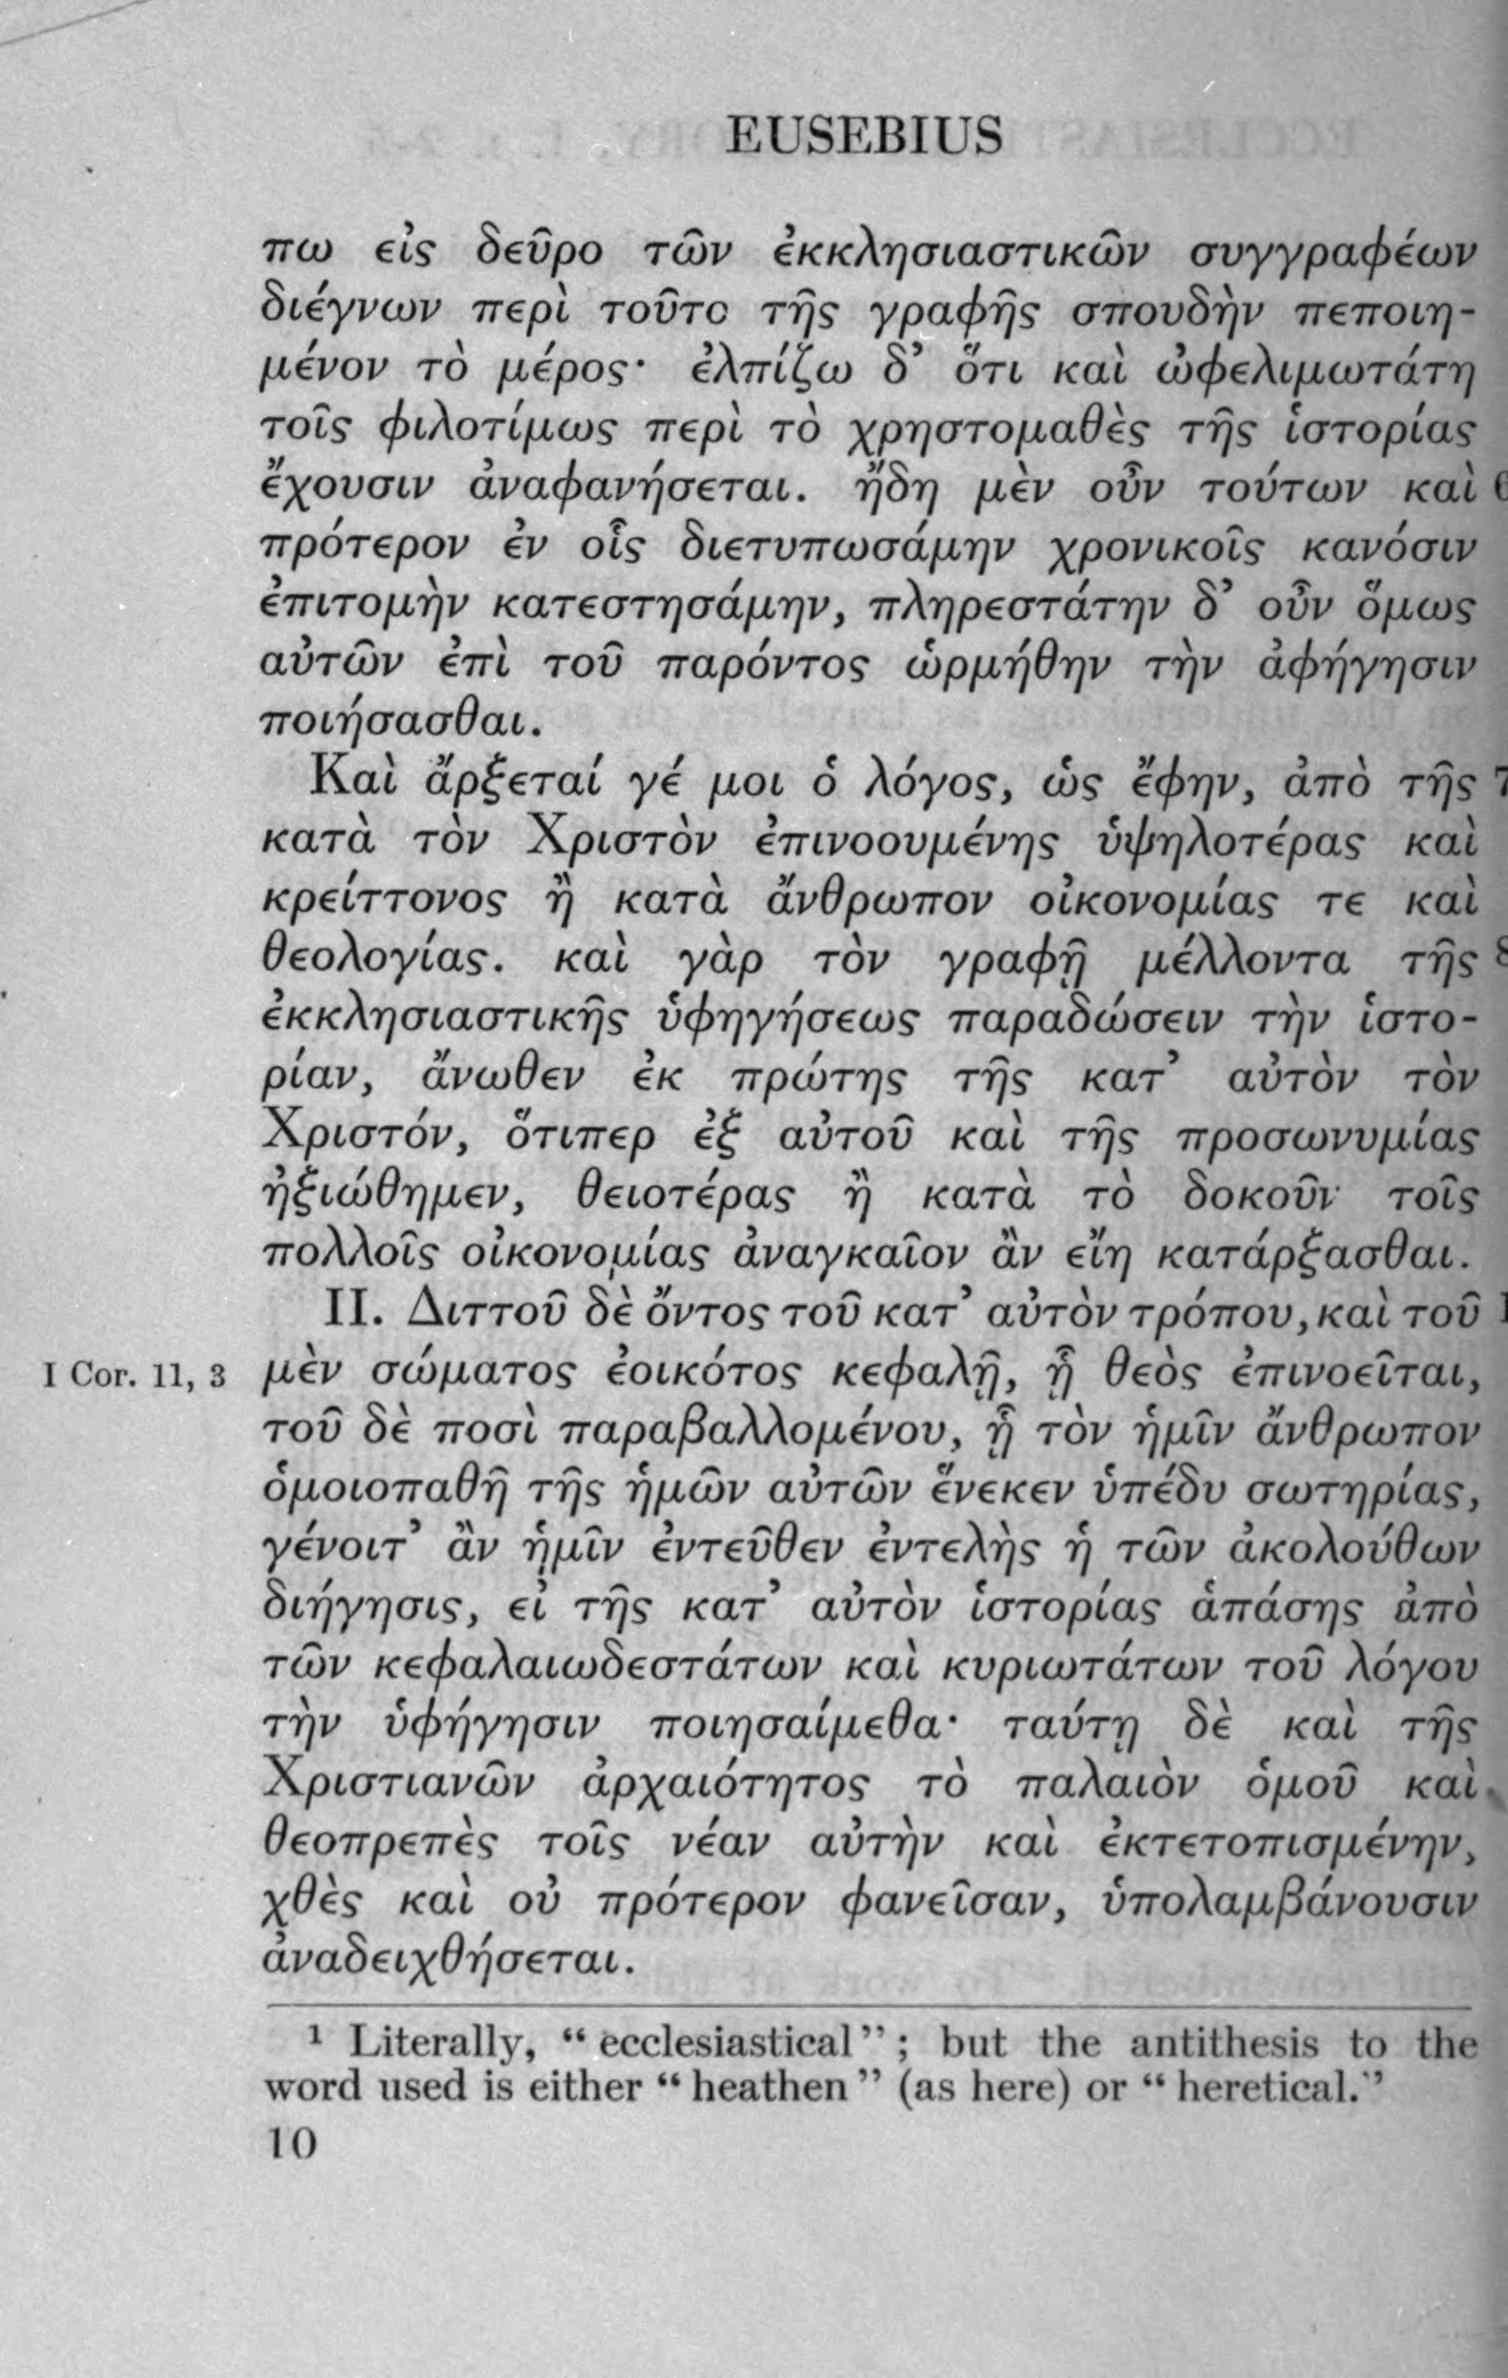 EUSEBIUS
πω εἰς δεῦρο τῶν ἐκκλησιαστικῶν συγγραφέων
διέγνων περὶ τοῦτο τῆς γραφῆς σπουδὴν πεποιη-
μένον τὸ μέρος· ἐλπίζω δ’ ὅτι καὶ ὠφελιμωτάτη
τοῖς φιλοτίμως περὶ τὸ χρηστομαθὲς τῆς ἱστορίας
ἔχουσιν ἀναφανήσεται. ἤδη μὲν οὖν τούτων καὶ 6
πρότερον ἐν οἷς διετυπωσάμην χρονικοῖς κανόσιν
ἐπιτομὴν κατεστησάμην, πληρεστάτην δ’ οὖν ὅμως
αὐτῶν ἐπὶ τοῦ παρόντος ὡρμήθην τὴν ἀφήγησιν
ποιήσασθαι.
Καὶ ἄρξεταί γέ μοι ὁ λόγος, ὡς ἔφην, ἀπὸ τῆς 7
κατὰ τὸν Χριστὸν ἐπινοουμένης ὑψηλοτέρας καὶ
κρείττονος ἢ κατὰ ἄνθρωπον οἰκονομίας τε καὶ
θεολογίας. καὶ γὰρ τὸν γραφῇ μέλλοντα τῆς 8
ἐκκλησιαστικῆς ὑφηγήσεως παραδώσειν τὴν ἱστο-
ρίαν, ἄνωθεν ἐκ πρώτης τῆς κατ’ αὐτὸν τὸν
Χριστόν, ὅτιπερ ἐξ αὐτοῦ καὶ τῆς προσωνυμίας
ἠξιώθημεν, θειοτέρας ἢ κατὰ τὸ δοκοῦν τοῖς
πολλοῖς οἰκονομίας ἀναγκαῖον ἂν εἴη κατάρξασθαι.
II. Διττοῦ δὲ ὄντος τοῦ κατ’ αὐτὸν τρόπου, καὶ τοῦ 1
I Cor. 11, 3 μὲν σώματος ἐοικότος κεφαλῇ, ᾗ θεὸς ἐπινοεῖται,
τοῦ δὲ ποσὶ παραβαλλομένου, ᾗ τὸν ἡμῖν ἄνθρωπον
ὁμοιοπαθῆ τῆς ἡμῶν αὐτῶν ἕνεκεν ὑπέδυ σωτηρίας,
γένοιτ’ ἂν ἡμῖν ἐντεῦθεν ἐντελὴς ἡ τῶν ἀκολούθων
διήγησις, εἰ τῆς κατ’ αὐτὸν ἱστορίας ἁπάσης ἀπὸ
τῶν κεφαλαιωδεστάτων καὶ κυριωτάτων τοῦ λόγου
τὴν ὑφήγησιν ποιησαίμεθα· ταύτῃ δὲ καὶ τῆς
Χριστιανῶν ἀρχαιότητος τὸ παλαιὸν ὁμοῦ καὶ
θεοπρεπὲς τοῖς νέαν αὐτὴν καὶ ἐκτετοπισμένην,
χθὲς καὶ οὐ πρότερον φανεῖσαν, ὑπολαμβάνουσιν
ἀναδειχθήσεται.
¹ Literally, “ ecclesiastical ” ; but the antithesis to the
word used is either “ heathen ” (as here) or “ heretical.”
10